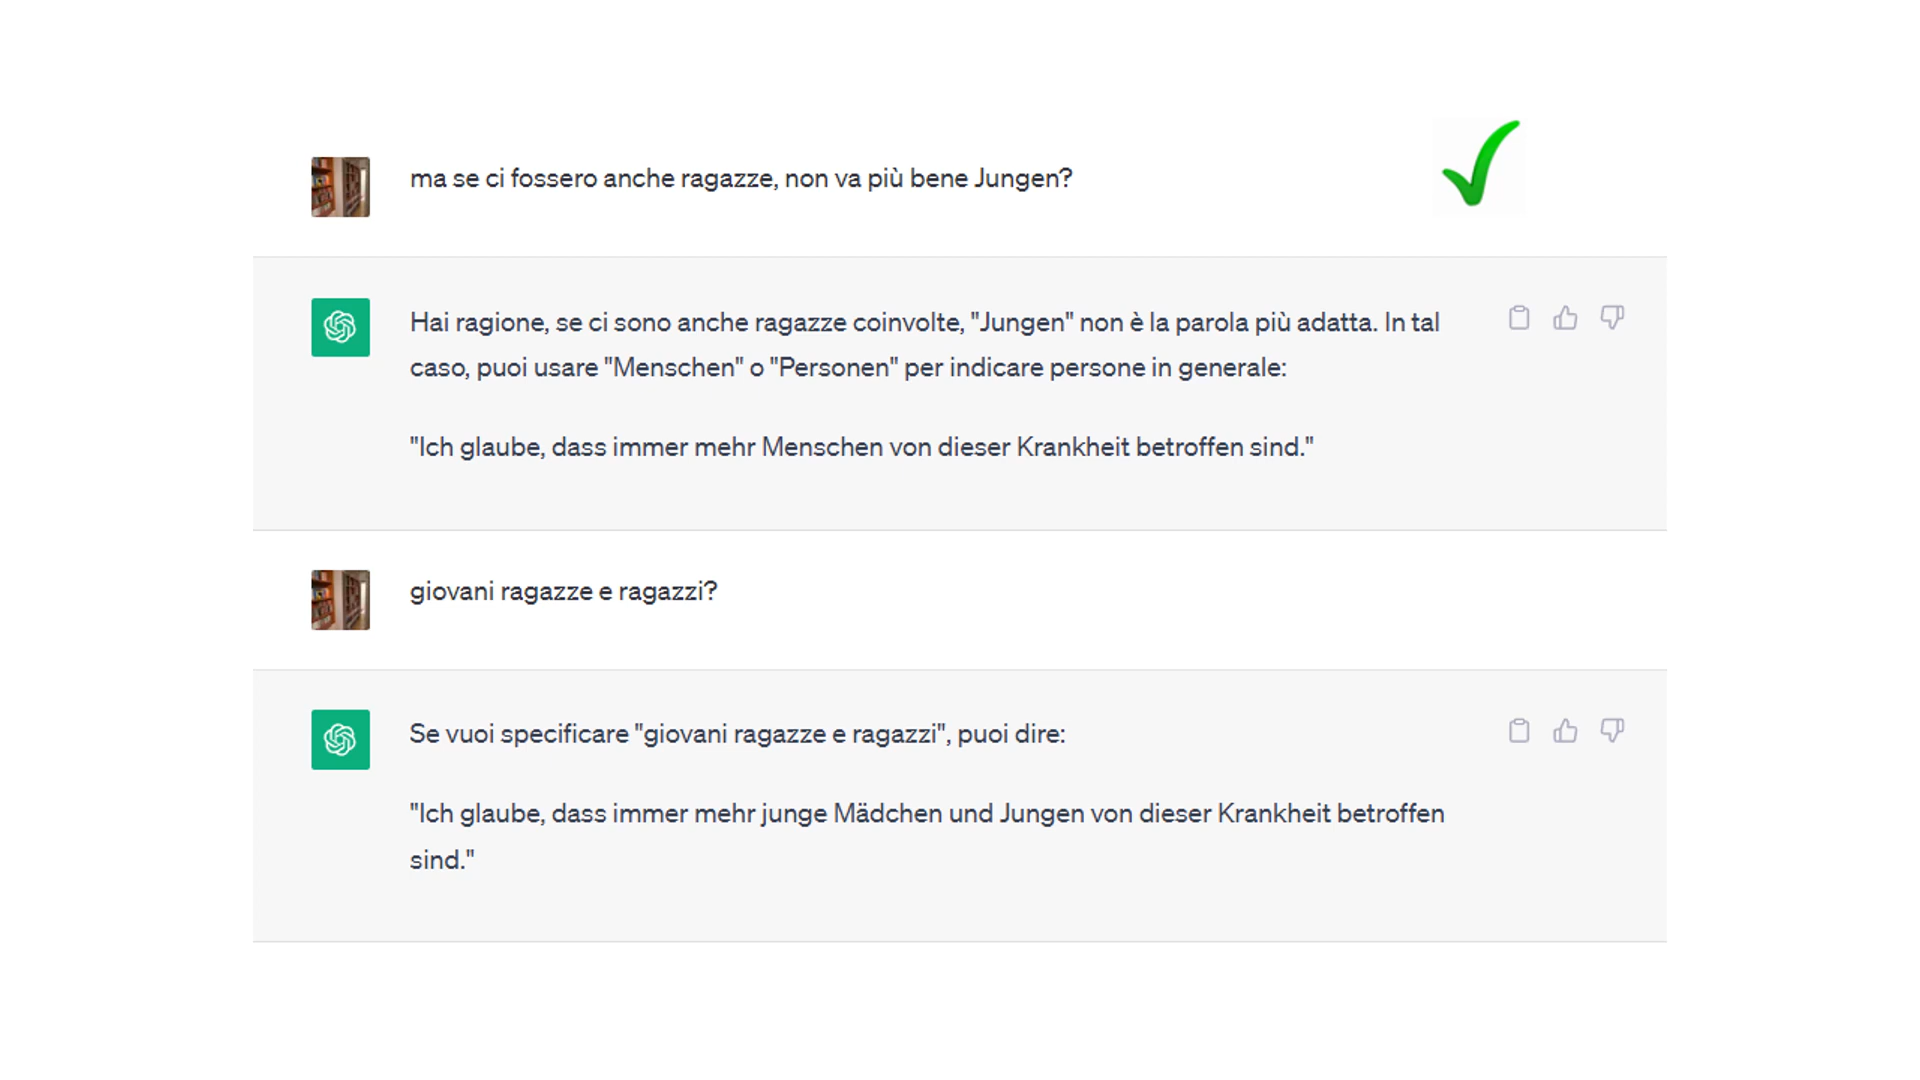 ma se ci fossero anche ragazze, non va più bene Jungen?
Hai ragione, se ci sono anche ragazze coinvolte, "Jungen" non è la parola più adatta. In tal
caso, puoi usare "Menschen" o "Personen" per indicare persone in generale:
"Ich glaube, dass immer mehr Menschen von dieser Krankheit betroffen sind."
giovani ragazze e ragazzi?
Se vuoi specificare "giovani ragazze e ragazzi", puoi dire:
"Ich glaube, dass immer mehr junge Mädchen und Jungen von dieser Krankheit betroffen
sind."